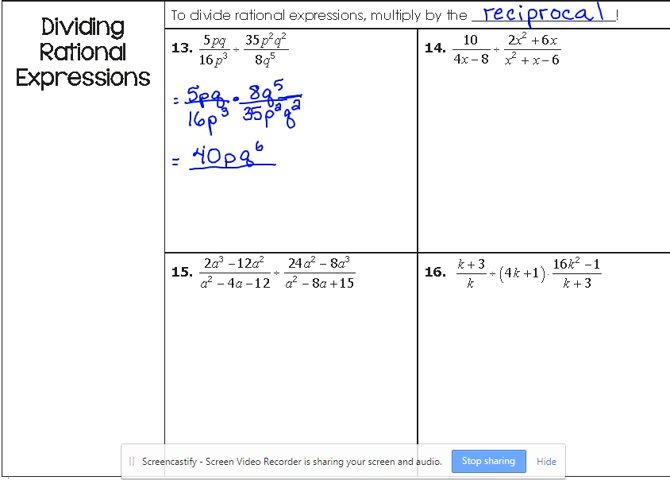 Dividing
Rational
Expressions
To divide rational expressions, multiply by the reciprocal!
13. 5pq/16p³ ÷ 35p²q²/8q⁵
= 5pq/16p³ • 8q⁵/35p²q²
= 40pq⁶
14. 10/(4x − 8) ÷ (2x² + 6x)/(x² + x − 6)
15. (2a³ − 12a²)/(a² − 4a − 12) ÷ (24a² − 8a³)/(a² − 8a + 15)
16. (k + 3)/k ÷ (4k + 1) · (16k² − 1)/(k + 3)
Screencastify - Screen Video Recorder is sharing your screen and audio.
Stop sharing
Hide